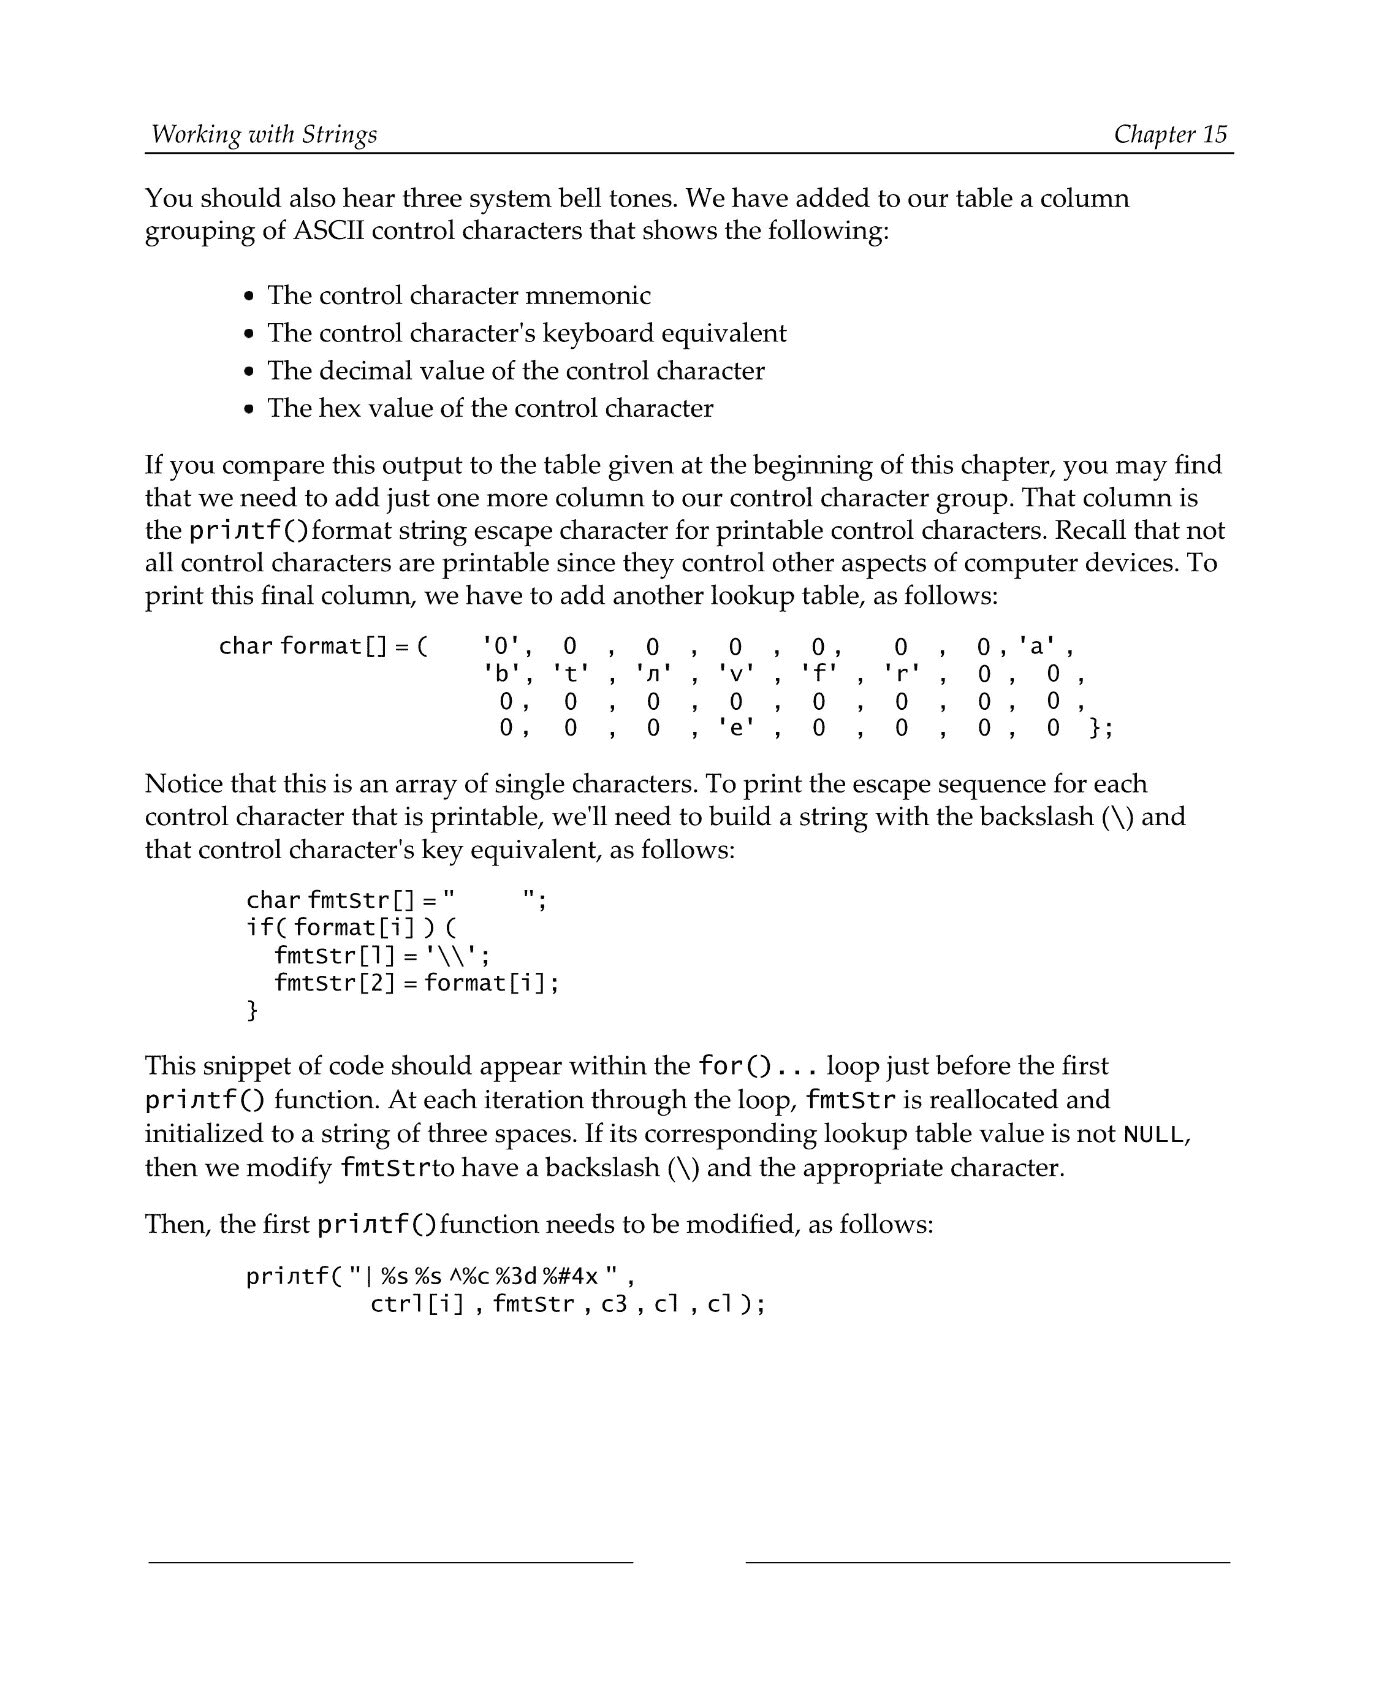 Working with Strings Chapter 15
You should also hear three system bell tones. We have added to our table a column
grouping of ASCII control characters that shows the following:
• The control character mnemonic
• The control character's keyboard equivalent
• The decimal value of the control character
• The hex value of the control character
If you compare this output to the table given at the beginning of this chapter, you may find
that we need to add just one more column to our control character group. That column is
the priлtf()format string escape character for printable control characters. Recall that not
all control characters are printable since they control other aspects of computer devices. To
print this final column, we have to add another lookup table, as follows:
char format[] = ( '0', 0 , 0 , 0 , 0 , 0 , 0 , 'a' ,
'b', 't' , 'л' , 'v' , 'f' , 'r' , 0 , 0 ,
0 , 0 , 0 , 0 , 0 , 0 , 0 , 0 ,
0 , 0 , 0 , 'e' , 0 , 0 , 0 , 0 };
Notice that this is an array of single characters. To print the escape sequence for each
control character that is printable, we'll need to build a string with the backslash (\) and
that control character's key equivalent, as follows:
char fmtStr[] = "    ";
if( format[i] ) (
fmtStr[l] = '\\';
fmtStr[2] = format[i];
}
This snippet of code should appear within the for()... loop just before the first
priлtf() function. At each iteration through the loop, fmtStr is reallocated and
initialized to a string of three spaces. If its corresponding lookup table value is not NULL,
then we modify fmtStrto have a backslash (\) and the appropriate character.
Then, the first priлtf()function needs to be modified, as follows:
priлtf( "| %s %s ^%c %3d %#4x " ,
ctrl[i] , fmtStr , c3 , cl , cl );